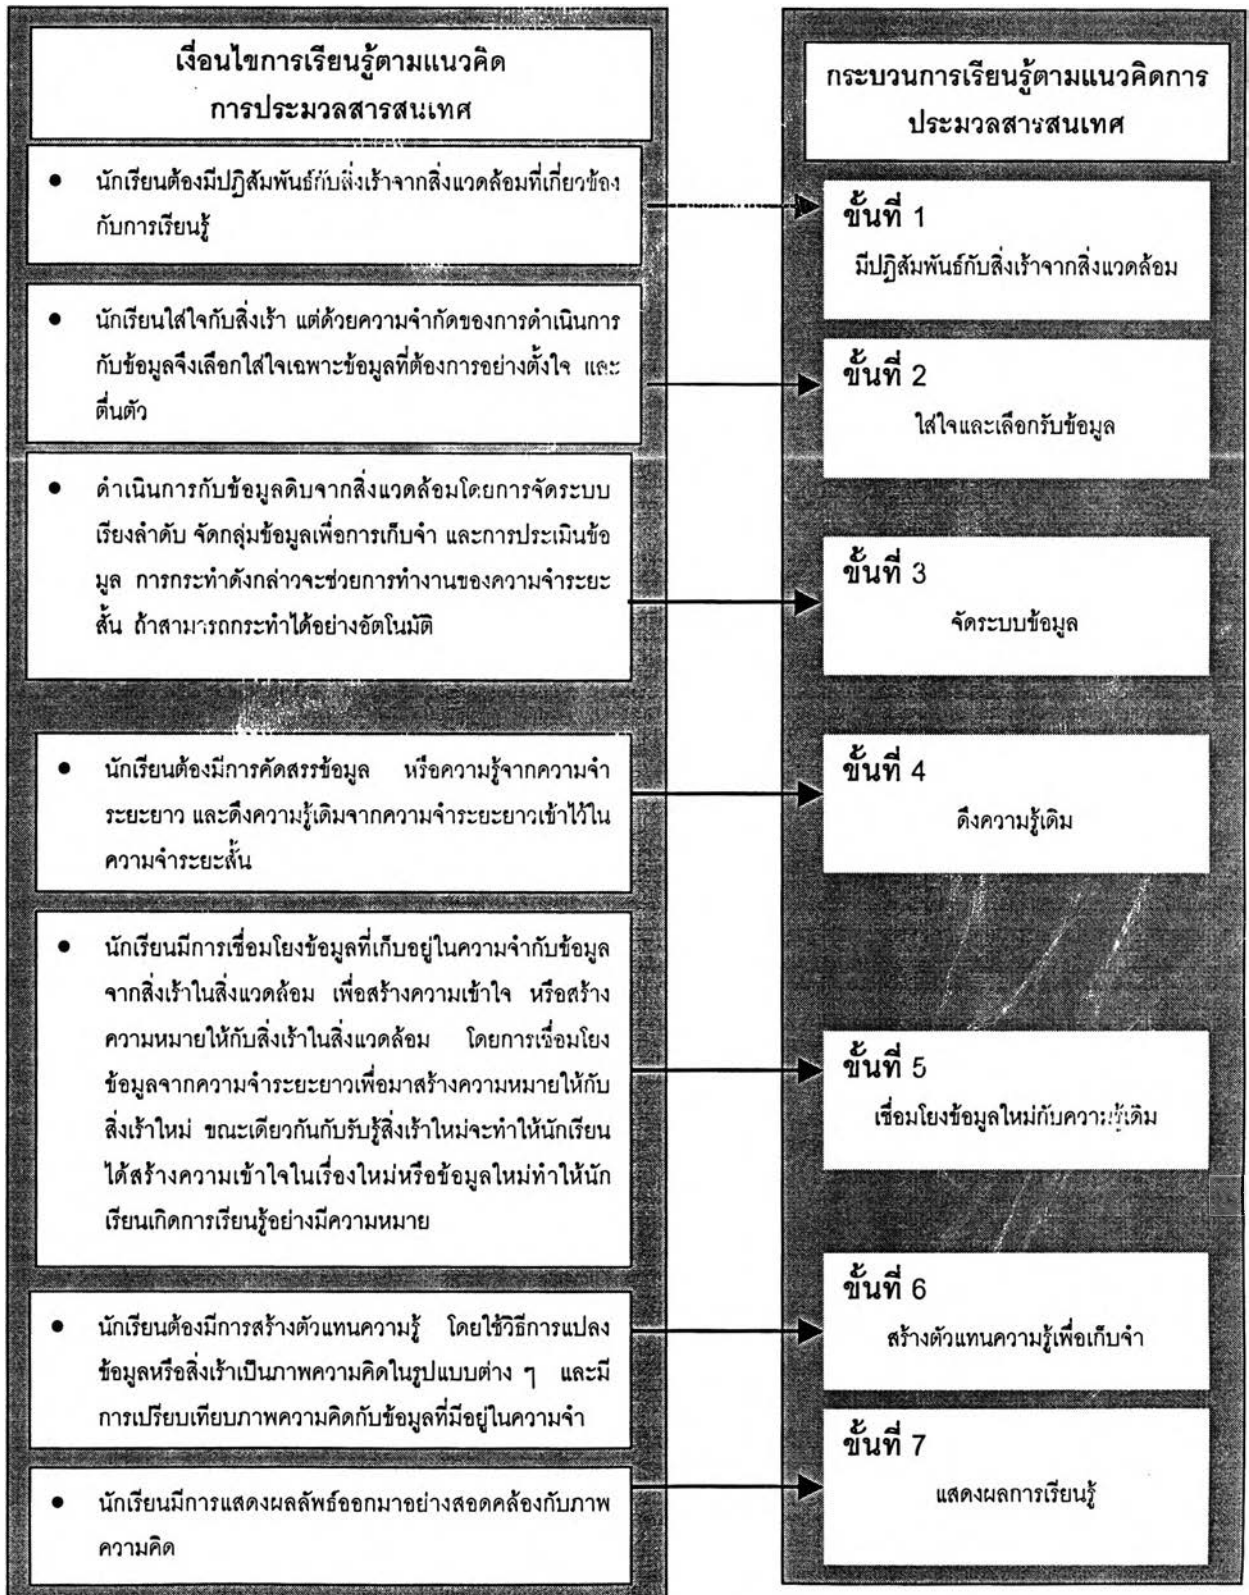 เงื่อนไขการเรียนรู้ตามแนวคิด
การประมวลสารสนเทศ
● นักเรียนต้องมีปฏิสัมพันธ์กับสิ่งเร้าจากสิ่งแวดล้อมที่เกี่ยวข้อง
กับการเรียนรู้
● นักเรียนใส่ใจกับสิ่งเร้า แต่ด้วยความจำกัดของการดำเนินการ
กับข้อมูลจึงเลือกใส่ใจเฉพาะข้อมูลที่ต้องการอย่างตั้งใจ และ
ตื่นตัว
● ดำเนินการกับข้อมูลดิบจากสิ่งแวดล้อมโดยการจัดระบบ
เรียงลำดับ จัดกลุ่มข้อมูลเพื่อการเก็บจำ และการประเมินข้อ
มูล การกระทำดังกล่าวจะช่วยการทำงานของความจำระยะ
สั้น ถ้าสามารถกระทำได้อย่างอัตโนมัติ
● นักเรียนต้องมีการคัดสรรข้อมูล หรือความรู้จากความจำ
ระยะยาว และดึงความรู้เดิมจากความจำระยะยาวเข้าไว้ใน
ความจำระยะสั้น
● นักเรียนมีการเชื่อมโยงข้อมูลที่เก็บอยู่ในความจำกับข้อมูล
จากสิ่งเร้าในสิ่งแวดล้อม เพื่อสร้างความเข้าใจ หรือสร้าง
ความหมายให้กับสิ่งเร้าในสิ่งแวดล้อม โดยการเชื่อมโยง
ข้อมูลจากความจำระยะยาวเพื่อมาสร้างความหมายให้กับ
สิ่งเร้าใหม่ ขณะเดียวกันกับรับรู้สิ่งเร้าใหม่จะทำให้นักเรียน
ได้สร้างความเข้าใจในเรื่องใหม่หรือข้อมูลใหม่ทำให้นัก
เรียนเกิดการเรียนรู้อย่างมีความหมาย
● นักเรียนต้องมีการสร้างตัวแทนความรู้ โดยใช้วิธีการแปลง
ข้อมูลหรือสิ่งเร้าเป็นภาพความคิดในรูปแบบต่าง ๆ และมี
การเปรียบเทียบภาพความคิดกับข้อมูลที่มีอยู่ในความจำ
● นักเรียนมีการแสดงผลลัพธ์ออกมาอย่างสอดคล้องกับภาพ
ความคิด
กระบวนการเรียนรู้ตามแนวคิดการ
ประมวลสารสนเทศ
ขั้นที่ 1
มีปฏิสัมพันธ์กับสิ่งเร้าจากสิ่งแวดล้อม
ขั้นที่ 2
ใส่ใจและเลือกรับข้อมูล
ขั้นที่ 3
จัดระบบข้อมูล
ขั้นที่ 4
ดึงความรู้เดิม
ขั้นที่ 5
เชื่อมโยงข้อมูลใหม่กับความรู้เดิม
ขั้นที่ 6
สร้างตัวแทนความรู้เพื่อเก็บจำ
ขั้นที่ 7
แสดงผลการเรียนรู้